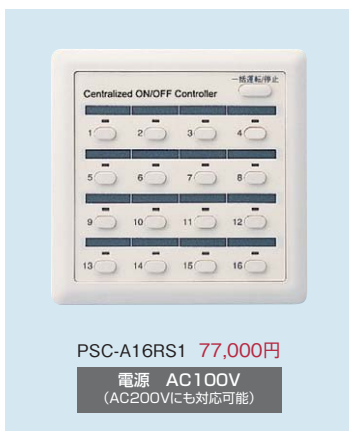 一括運転/停止
Centralized ON/OFF Controller
1 2 3 4
5 6 7 8
9 10 11 12
13 14 15 16
PSC-A16RS1 77,000円
電源 AC100V
(AC200Vにも対応可能)